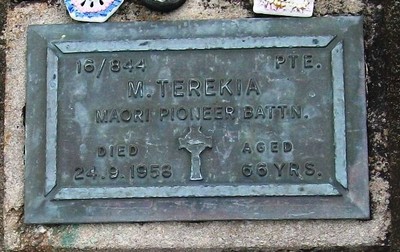 16/844 PTE.
M. TEREKIA
MAORI PIONEER BATTN.
DIED AGED
24.9.1958 66 YRS.